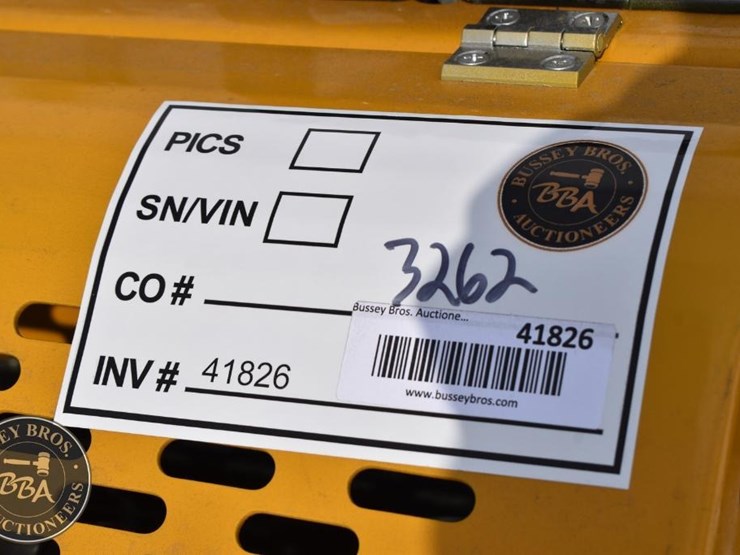 PICS
BUSSEY BROS.
BBA
AUCTIONEERS
SN/VIN
3262
CO #
Bussey Bros. Auctione...
41826
INV # 41826
www.busseybros.com
EY BROS.
BBA
CTIONEERS